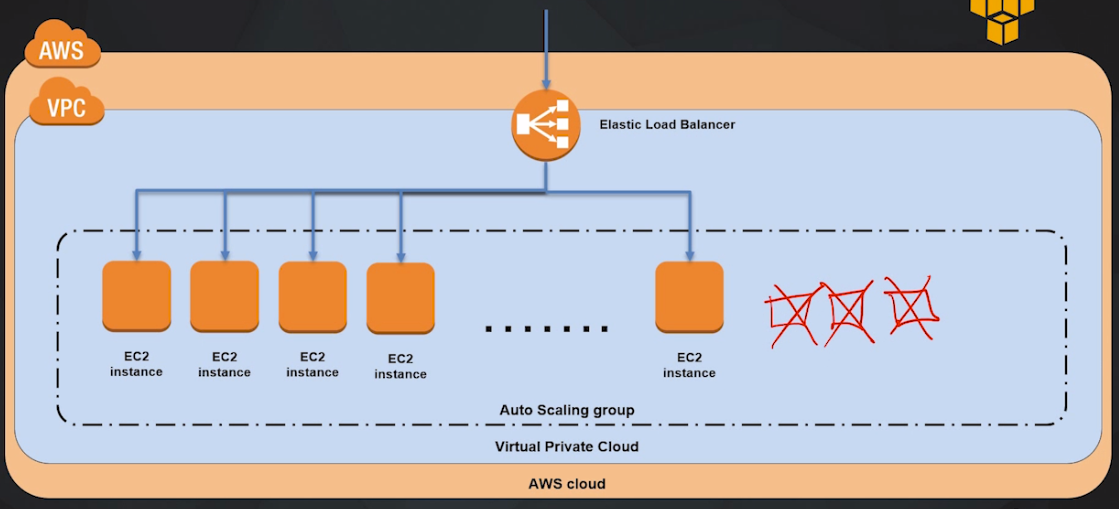 AWS
VPC
Elastic Load Balancer
EC2
instance
EC2
instance
EC2
instance
EC2
instance
EC2
instance
Auto Scaling group
Virtual Private Cloud
AWS cloud